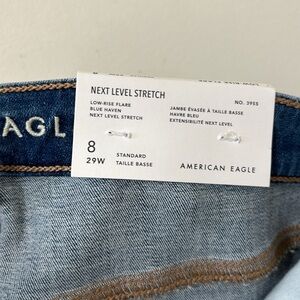 AGL
NEXT LEVEL STRETCH
NO. 3955
LOW-RISE FLARE
BLUE HAVEN
NEXT LEVEL STRETCH
JAMBE ÉVASÉE À TAILLE BASSE
HAVRE BLEU
EXTENSIBILITÉ NEXT LEVEL
8
29W
STANDARD
TAILLE BASSE
AMERICAN EAGLE